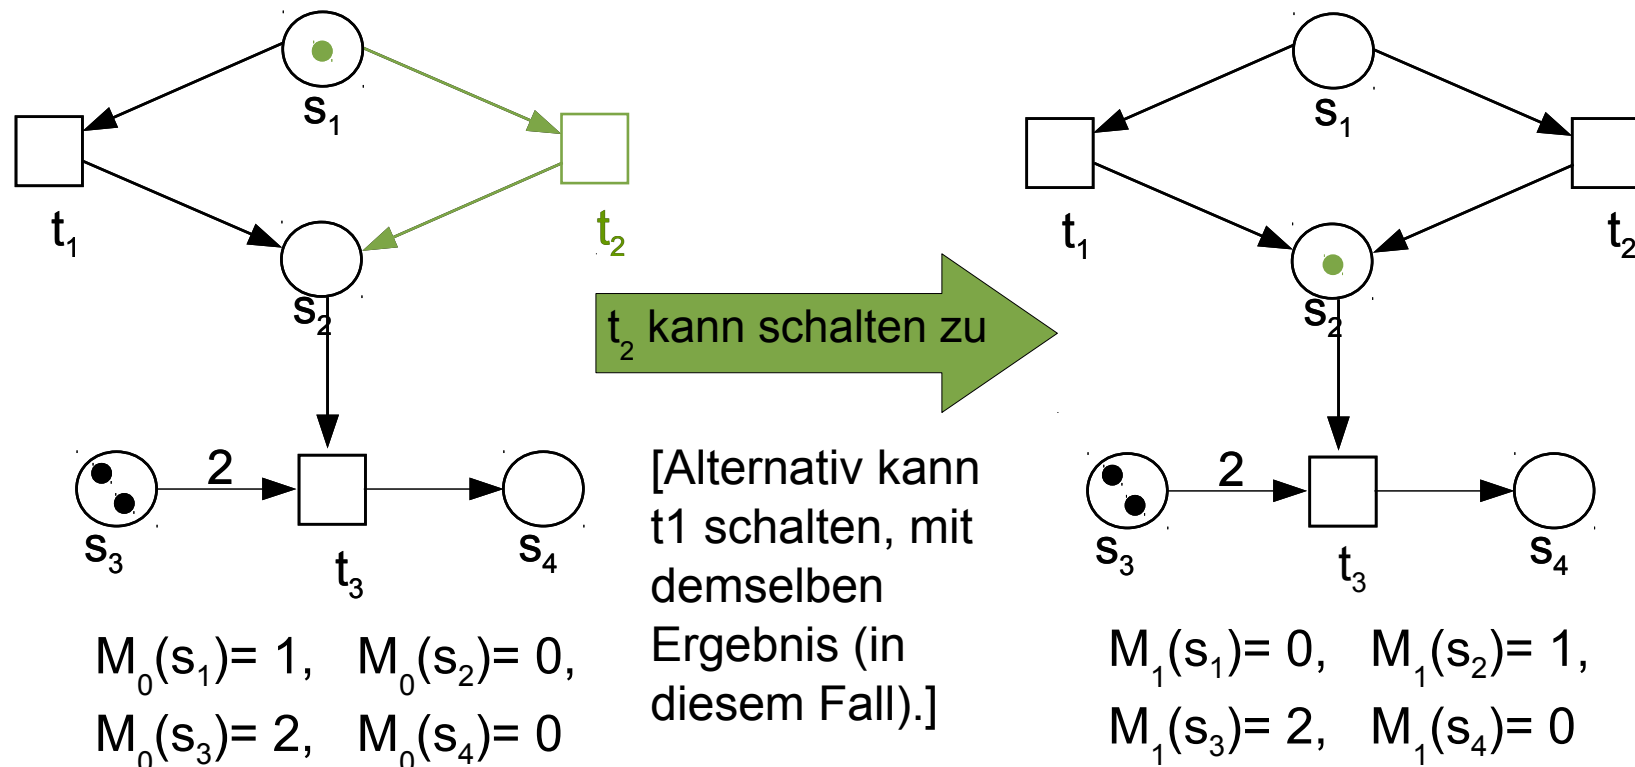 s₁
s₁
t₁
t₂
t₁
t₂
s₂
s₂
t₂ kann schalten zu
2
2
s₃
t₃
s₄
s₃
t₃
s₄
[Alternativ kann
t1 schalten, mit
demselben
Ergebnis (in
diesem Fall).]
M₀(s₁)= 1, M₀(s₂)= 0,
M₀(s₃)= 2, M₀(s₄)= 0
M₁(s₁)= 0, M₁(s₂)= 1,
M₁(s₃)= 2, M₁(s₄)= 0